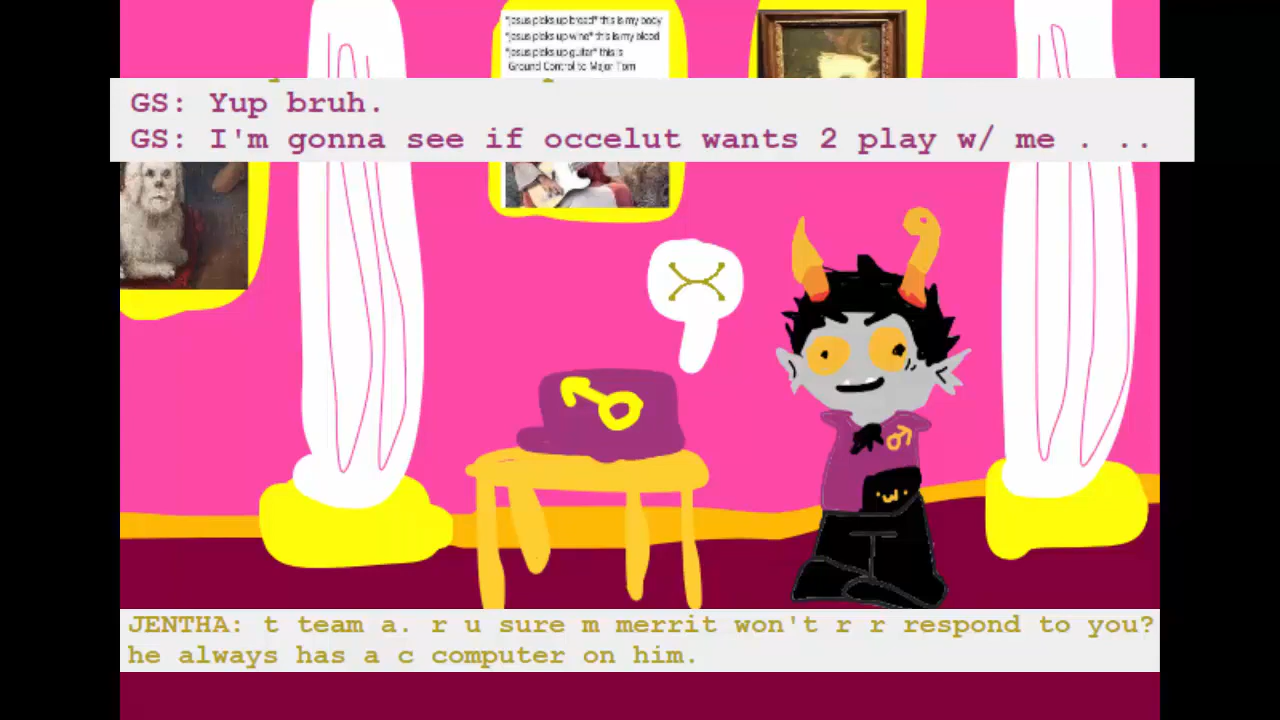 *jesus picks up bread* this is my body
*jesus picks up wine* this is my blood
*jesus picks up guitar* this is
Ground Control to Major Tom
GS: Yup bruh.
GS: I'm gonna see if occelut wants 2 play w/ me . ..
JENTHA: t team a. r u sure m merrit won't r r respond to you?
he always has a c computer on him.